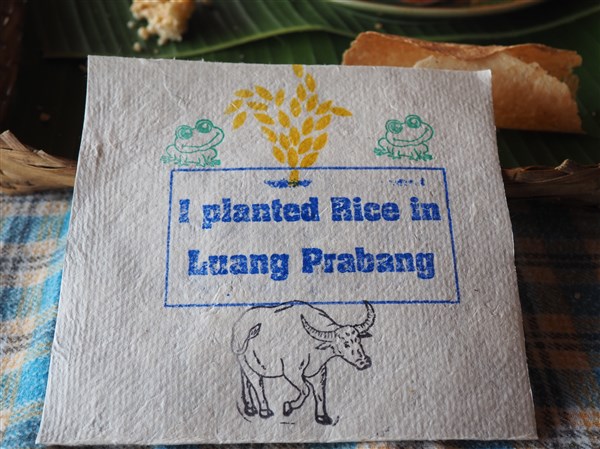 I planted Rice in
Luang Prabang